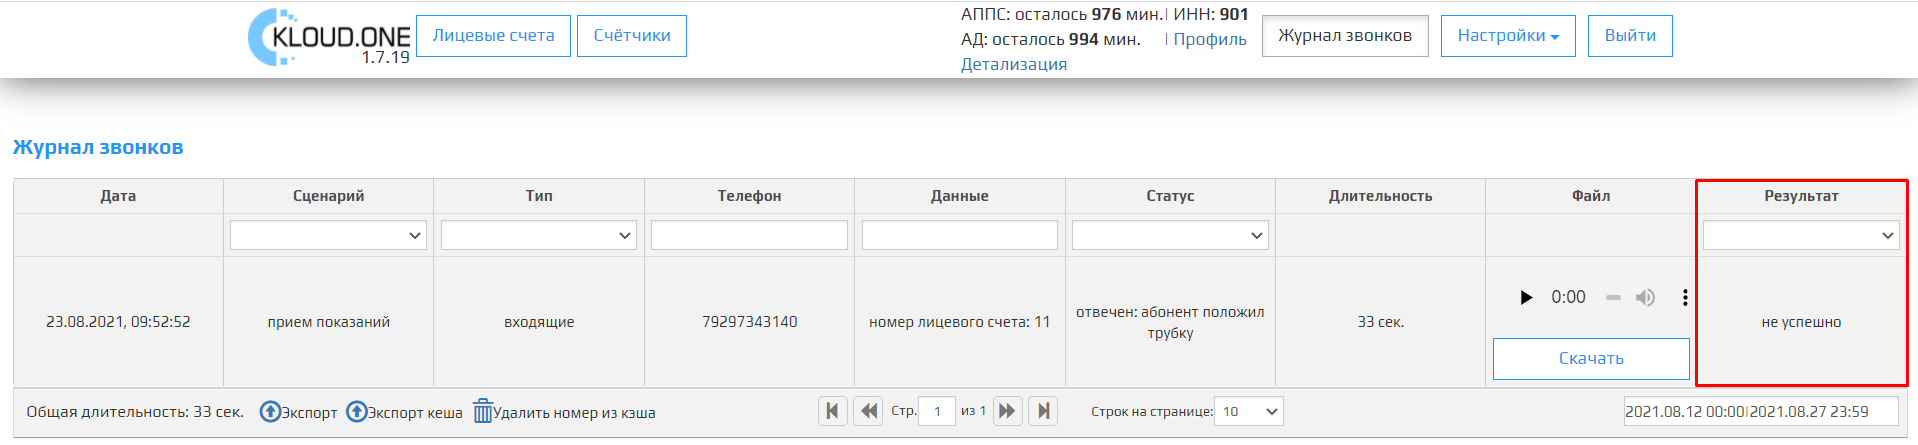 KLOUD.ONE
1.7.19
Лицевые счета
Счётчики
АППС: осталось 976 мин.| ИНН: 901
АД: осталось 994 мин. | Профиль
Детализация
Журнал звонков
Настройки
Выйти
Журнал звонков
Дата Сценарий Тип Телефон Данные Статус Длительность Файл Результат
23.08.2021, 09:52:52 прием показаний входящие 79297343140 номер лицевого счета: 11 отвечен: абонент положил трубку 33 сек. 0:00 не успешно
Скачать
Общая длительность: 33 сек. Экспорт Экспорт кеша Удалить номер из кэша Стр. 1 из 1 Строк на странице: 10 2021.08.12 00:00|2021.08.27 23:59